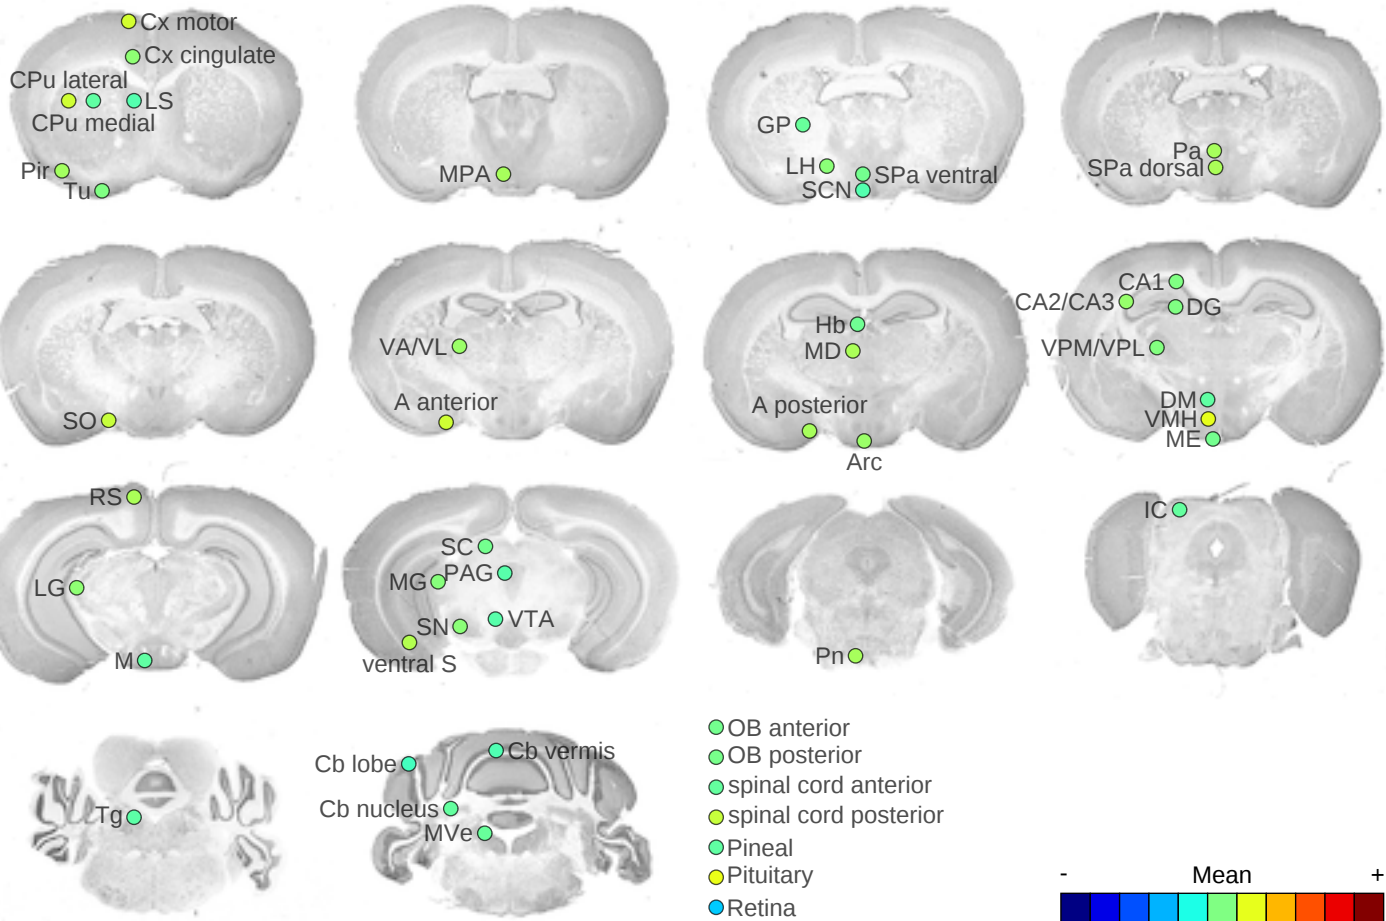 Cx motor
Cx cingulate
CPu lateral
LS
CPu medial
Pir
Tu
MPA
GP
LH
SPa ventral
SCN
Pa
SPa dorsal
SO
VA/VL
A anterior
Hb
MD
A posterior
Arc
CA1
CA2/CA3
DG
VPM/VPL
DM
VMH
ME
RS
LG
M
SC
PAG
MG
VTA
SN
ventral S
Pn
IC
Tg
Cb vermis
Cb lobe
Cb nucleus
MVe
OB anterior
OB posterior
spinal cord anterior
spinal cord posterior
Pineal
Pituitary
Retina
- Mean +